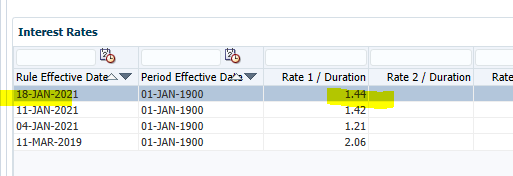 Interest Rates
Rule Effective Date Period Effective Date Rate 1 / Duration Rate 2 / Duration Rate
18-JAN-2021 01-JAN-1900 1.44
11-JAN-2021 01-JAN-1900 1.42
04-JAN-2021 01-JAN-1900 1.21
11-MAR-2019 01-JAN-1900 2.06